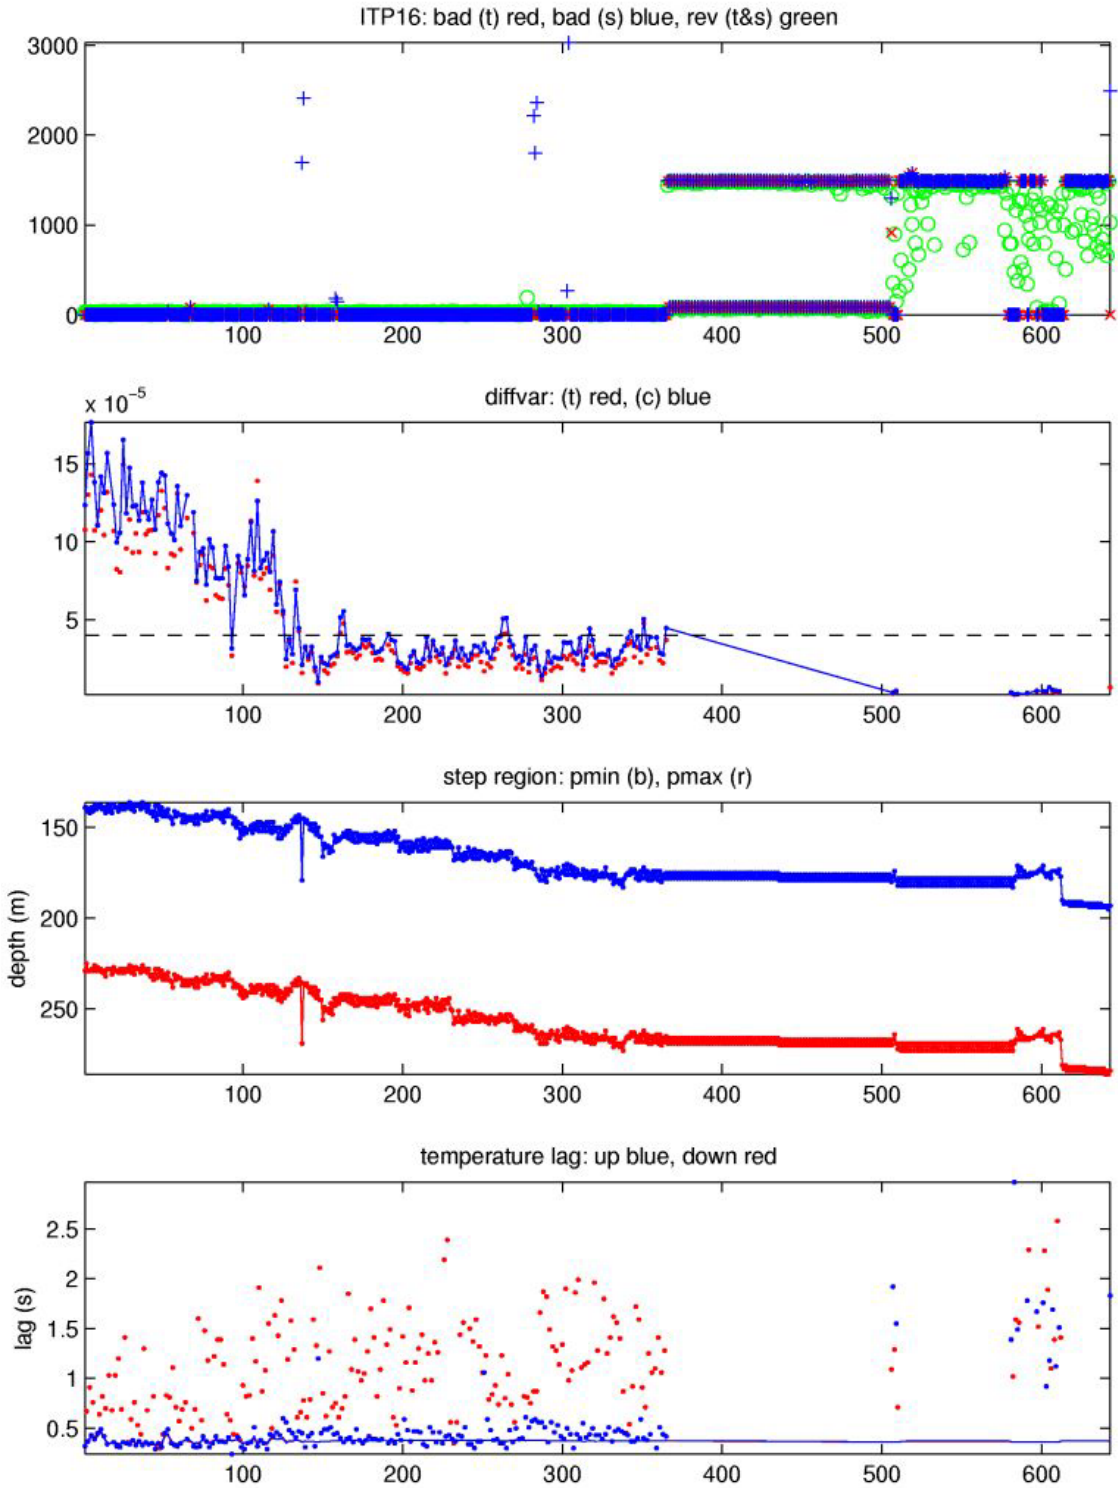 ITP16: bad (t) red, bad (s) blue, rev (t&s) green
3000
2000
1000
0
100 200 300 400 500 600
diffvar: (t) red, (c) blue
x 10⁻⁵
15
10
5
100 200 300 400 500 600
step region: pmin (b), pmax (r)
depth (m)
150
200
250
100 200 300 400 500 600
temperature lag: up blue, down red
lag (s)
2.5
2
1.5
1
0.5
100 200 300 400 500 600